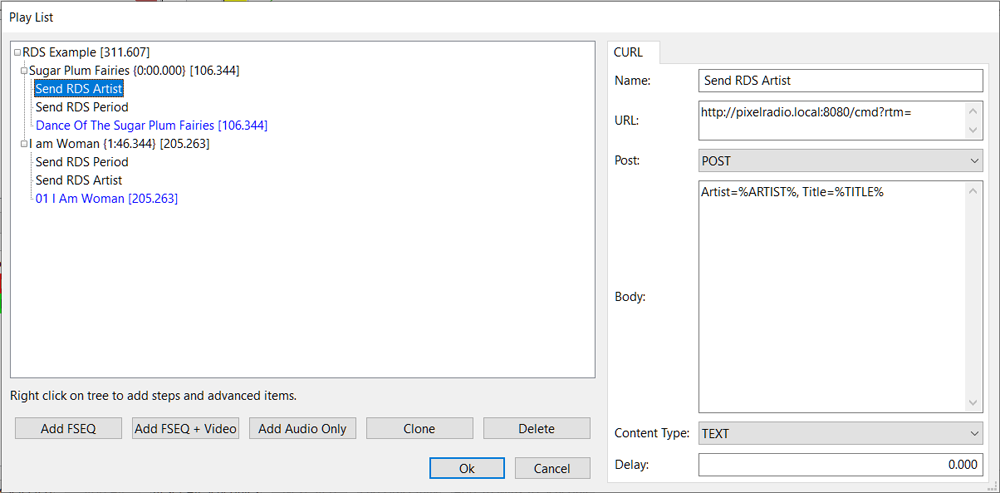 Play List
RDS Example [311.607]
Sugar Plum Fairies {0:00.000} [106.344]
Send RDS Artist
Send RDS Period
Dance Of The Sugar Plum Fairies [106.344]
I am Woman {1:46.344} [205.263]
Send RDS Period
Send RDS Artist
01 I Am Woman [205.263]
Right click on tree to add steps and advanced items.
Add FSEQ
Add FSEQ + Video
Add Audio Only
Clone
Delete
Ok
Cancel
CURL
Name: Send RDS Artist
URL: http://pixelradio.local:8080/cmd?rtm=
Post: POST
Body: Artist=%ARTIST%, Title=%TITLE%
Content Type: TEXT
Delay: 0.000